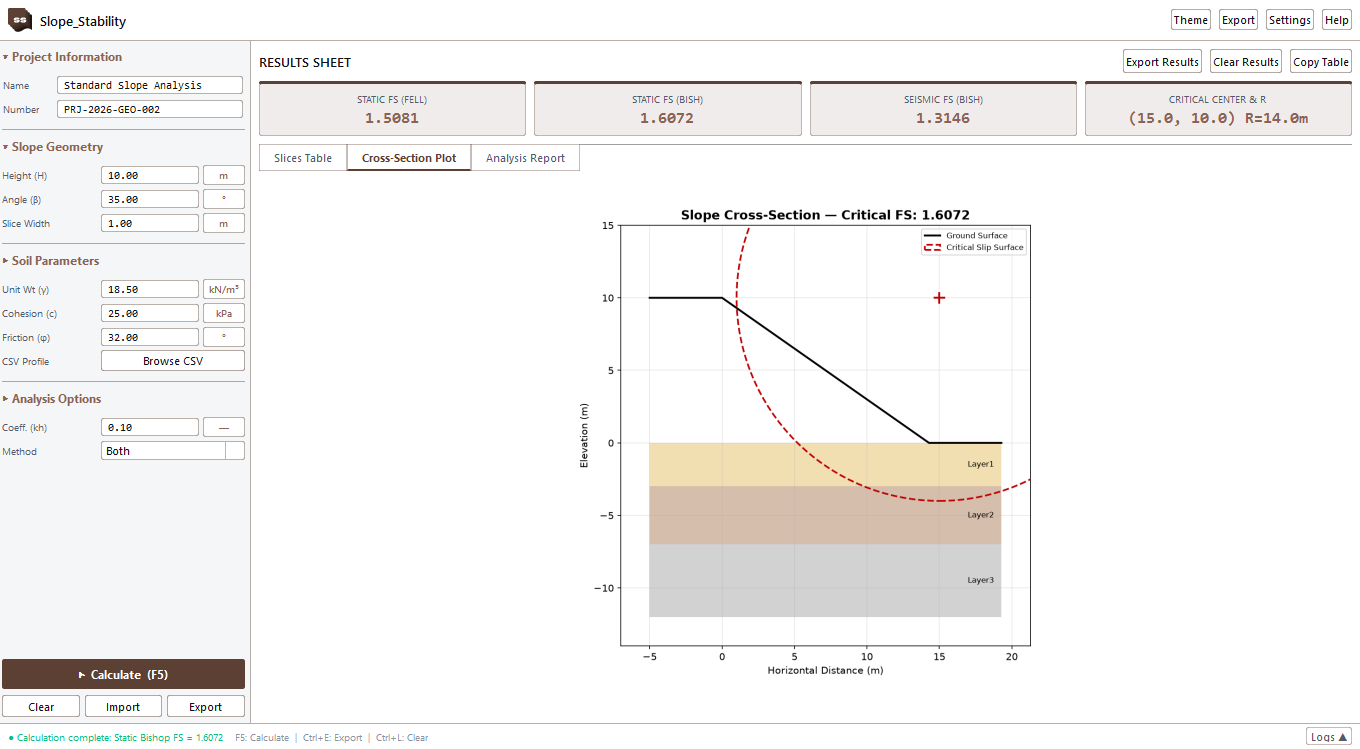 SS Slope_Stability Theme Export Settings Help
▾ Project Information
Name Standard Slope Analysis
Number PRJ-2026-GEO-002
▾ Slope Geometry
Height (H) 10.00 m
Angle (β) 35.00 °
Slice Width 1.00 m
▸ Soil Parameters
Unit Wt (γ) 18.50 kN/m³
Cohesion (c) 25.00 kPa
Friction (φ) 32.00 °
CSV Profile Browse CSV
▸ Analysis Options
Coeff. (kh) 0.10 —
Method Both
▸ Calculate (F5)
Clear Import Export
RESULTS SHEET Export Results Clear Results Copy Table
STATIC FS (FELL)
1.5081
STATIC FS (BISH)
1.6072
SEISMIC FS (BISH)
1.3146
CRITICAL CENTER & R
(15.0, 10.0) R=14.0m
Slices Table Cross-Section Plot Analysis Report
Slope Cross-Section — Critical FS: 1.6072
Ground Surface
Critical Slip Surface
Elevation (m)
15
10
5
0
−5
−10
Layer1
Layer2
Layer3
−5 0 5 10 15 20
Horizontal Distance (m)
● Calculation complete: Static Bishop FS = 1.6072 F5: Calculate | Ctrl+E: Export | Ctrl+L: Clear Logs ▲